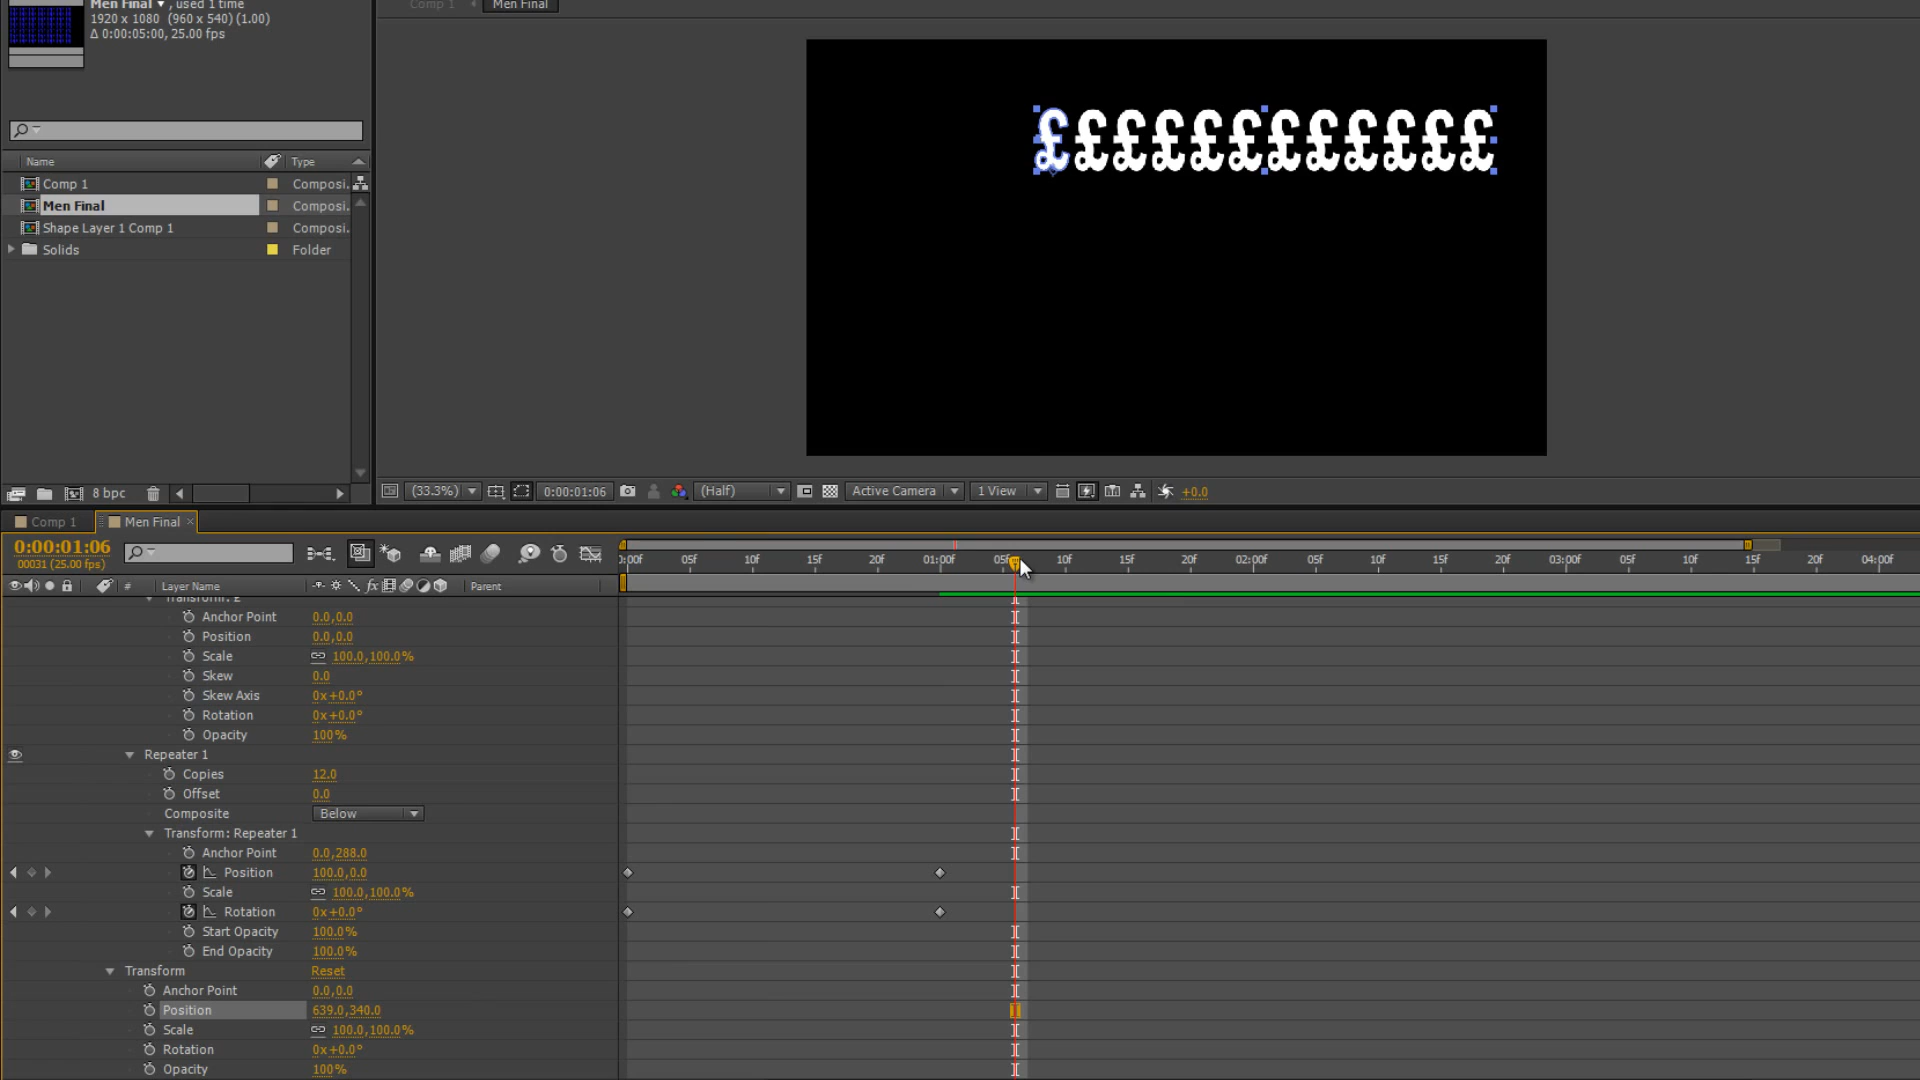 Men Final ▾ , used 1 time
1920 x 1080 (960 x 540) (1.00)
Δ 0:00:05:00, 25.00 fps
Comp 1 Men Final
££££££££££££
Name Type
Comp 1 Composi.
Men Final Composi.
Shape Layer 1 Comp 1 Composi.
Solids Folder
8 bpc
(33.3%) 0:00:01:06 (Half) Active Camera 1 View +0.0
Comp 1 Men Final ×
0:00:01:06
00031 (25.00 fps)
):00f 05f 10f 15f 20f 01:00f 05f 10f 15f 20f 02:00f 05f 10f 15f 20f 03:00f 05f 10f 15f 20f 04:00f
# Layer Name fx Parent
Anchor Point 0.0,0.0
Position 0.0,0.0
Scale 100.0,100.0%
Skew 0.0
Skew Axis 0x+0.0°
Rotation 0x+0.0°
Opacity 100%
Repeater 1
Copies 12.0
Offset 0.0
Composite Below
Transform: Repeater 1
Anchor Point 0.0,288.0
Position 100.0,0.0
Scale 100.0,100.0%
Rotation 0x+0.0°
Start Opacity 100.0%
End Opacity 100.0%
Transform Reset
Anchor Point 0.0,0.0
Position 639.0,340.0
Scale 100.0,100.0%
Rotation 0x+0.0°
Opacity 100%